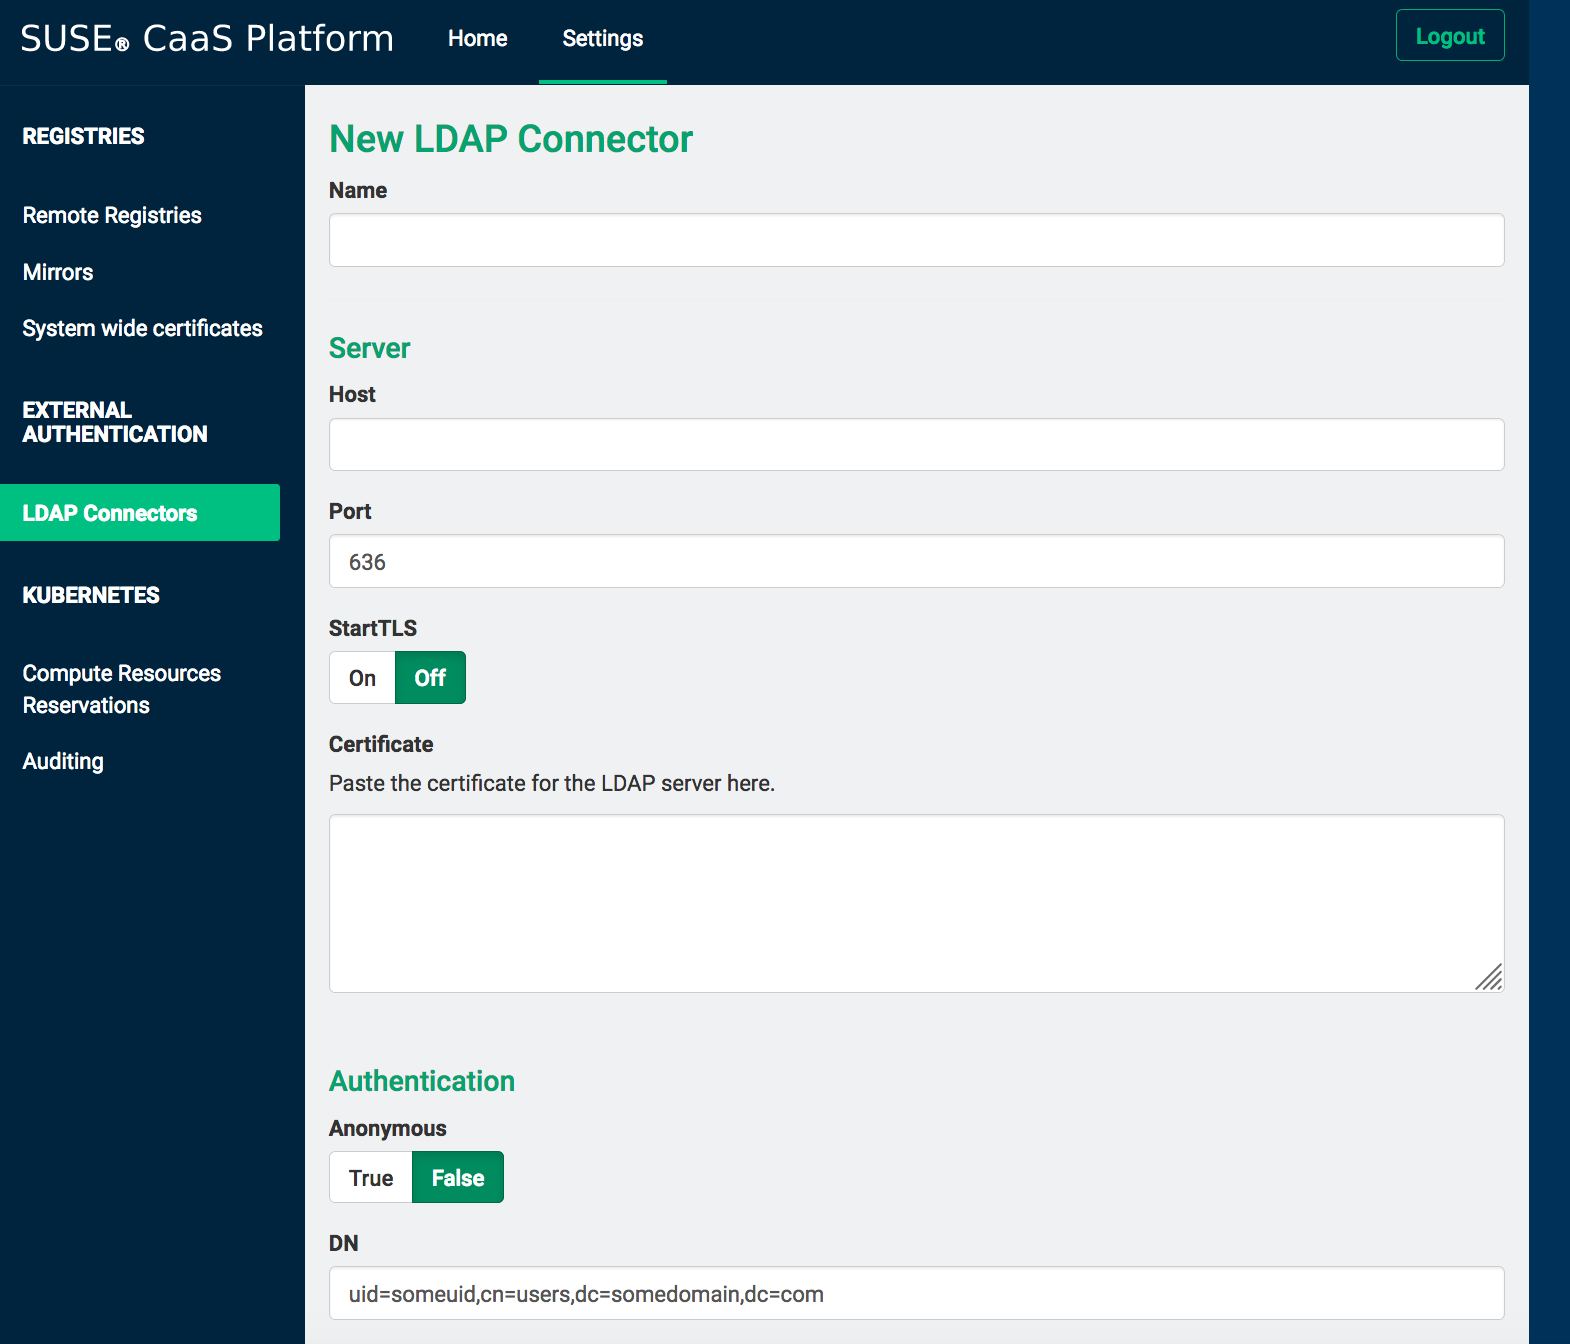 SUSE® CaaS Platform
Home
Settings
Logout
REGISTRIES
Remote Registries
Mirrors
System wide certificates
EXTERNAL
AUTHENTICATION
LDAP Connectors
KUBERNETES
Compute Resources
Reservations
Auditing
New LDAP Connector
Name
Server
Host
Port
636
StartTLS
On
Off
Certificate
Paste the certificate for the LDAP server here.
Authentication
Anonymous
True
False
DN
uid=someuid,cn=users,dc=somedomain,dc=com